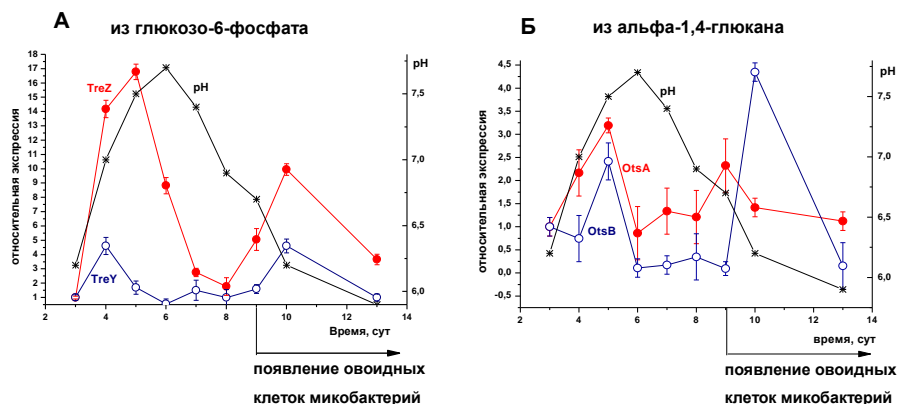 А
из глюкозо-6-фосфата
относительная экспрессия
18
17
16
15
14
13
12
11
10
9
8
7
6
5
4
3
2
1
TreZ
pH
TreY
pH
7,5
7,0
6,5
6,0
2
4
6
8
10
12
14
Время, сут
появление овоидных
клеток микобактерий
Б
из альфа-1,4-глюкана
относительная экспрессия
4,5
4,0
3,5
3,0
2,5
2,0
1,5
1,0
0,5
0,0
-0,5
pH
OtsA
OtsB
pH
7,5
7,0
6,5
6,0
2
4
6
8
10
12
14
время, сут
появление овоидных
клеток микобактерий